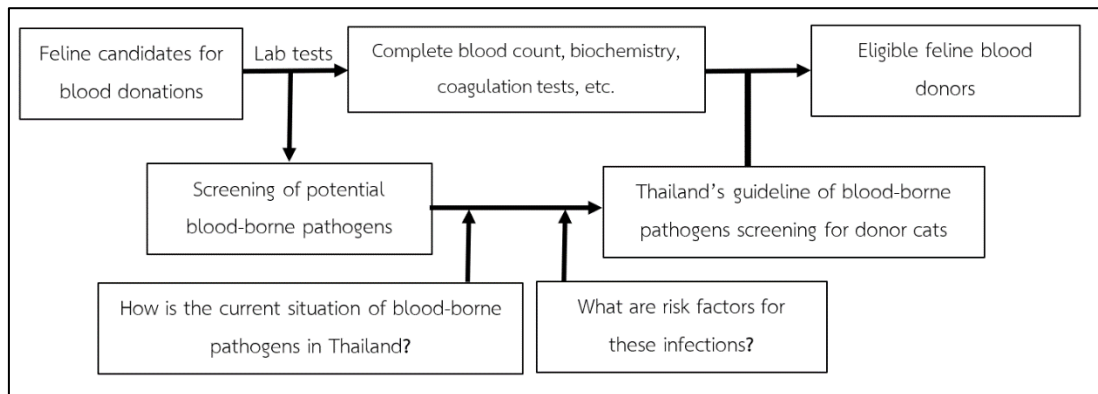 Feline candidates for
blood donations
Lab tests
Complete blood count, biochemistry,
coagulation tests, etc.
Eligible feline blood
donors
Screening of potential
blood-borne pathogens
Thailand's guideline of blood-borne
pathogens screening for donor cats
How is the current situation of blood-borne
pathogens in Thailand?
What are risk factors for
these infections?